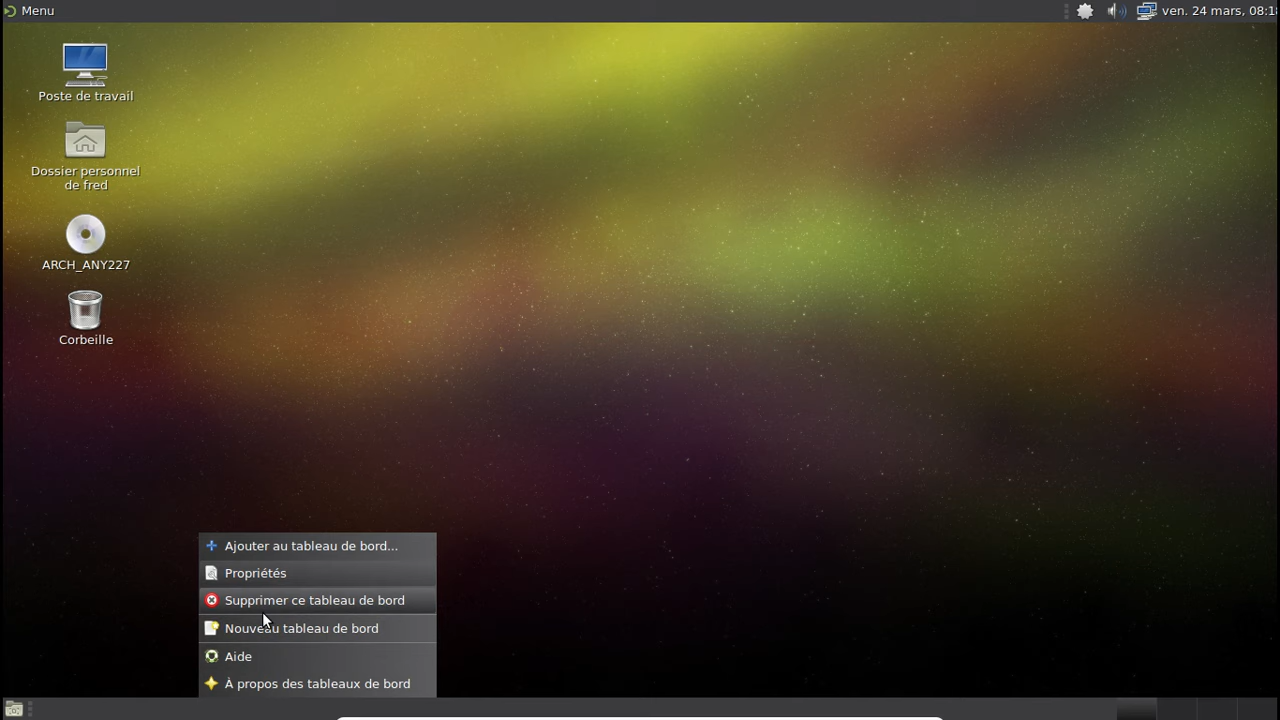 Menu
ven. 24 mars, 08:18
Poste de travail
Dossier personnel
de fred
ARCH_ANY227
Corbeille
Ajouter au tableau de bord...
Propriétés
Supprimer ce tableau de bord
Nouveau tableau de bord
Aide
À propos des tableaux de bord